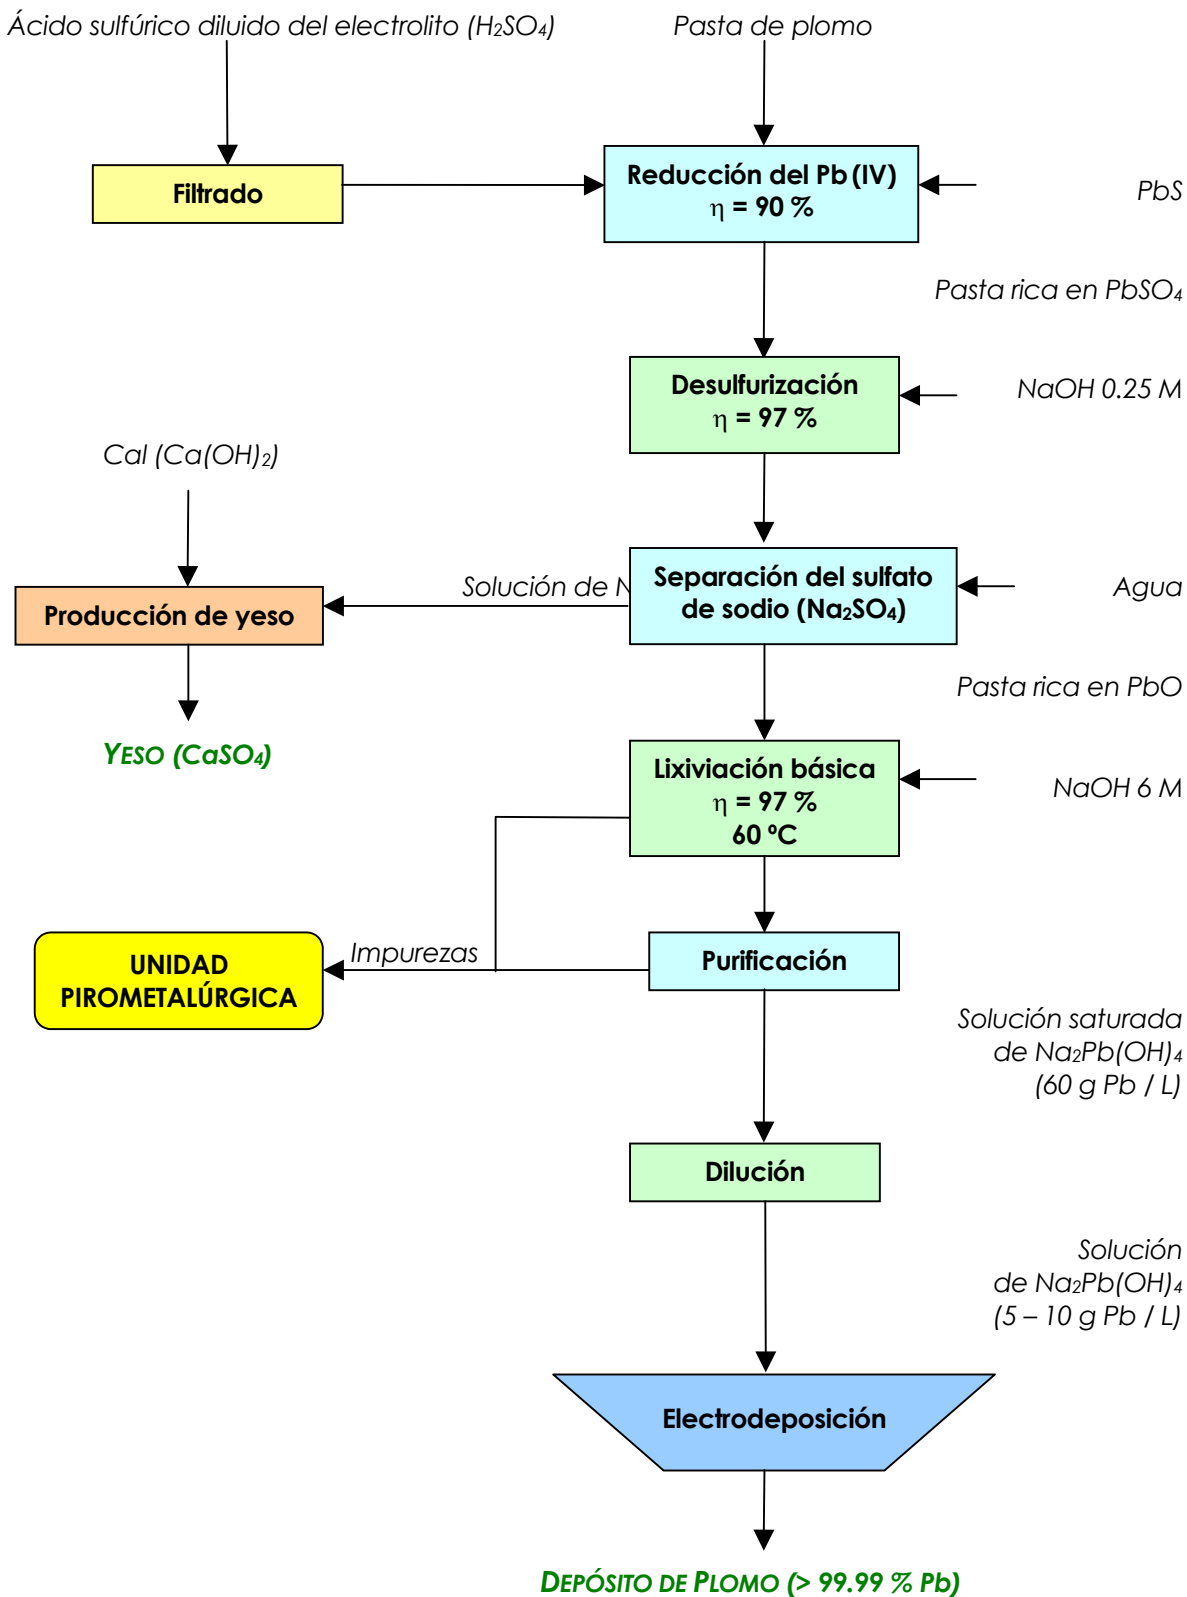 Ácido sulfúrico diluido del electrolito (H₂SO₄)
Pasta de plomo
Filtrado
Reducción del Pb (IV)
η = 90 %
PbS
Pasta rica en PbSO₄
Desulfurización
η = 97 %
NaOH 0.25 M
Cal (Ca(OH)₂)
Producción de yeso
Solución de N
Separación del sulfato
de sodio (Na₂SO₄)
Agua
Pasta rica en PbO
YESO (CaSO₄)
Lixiviación básica
η = 97 %
60 ºC
NaOH 6 M
UNIDAD
PIROMETALÚRGICA
Impurezas
Purificación
Solución saturada
de Na₂Pb(OH)₄
(60 g Pb / L)
Dilución
Solución
de Na₂Pb(OH)₄
(5 – 10 g Pb / L)
Electrodeposición
DEPÓSITO DE PLOMO (> 99.99 % Pb)